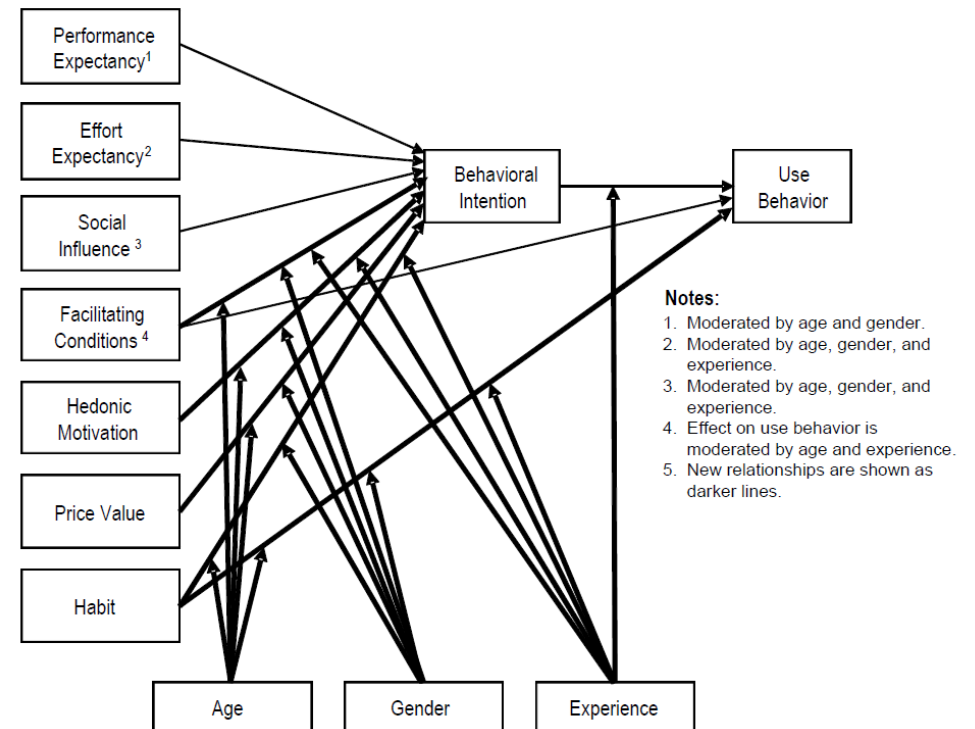 Performance
Expectancy¹
Effort
Expectancy²
Social
Influence ³
Facilitating
Conditions ⁴
Hedonic
Motivation
Price Value
Habit
Behavioral
Intention
Use
Behavior
Notes:
1. Moderated by age and gender.
2. Moderated by age, gender, and
experience.
3. Moderated by age, gender, and
experience.
4. Effect on use behavior is
moderated by age and experience.
5. New relationships are shown as
darker lines.
Age
Gender
Experience